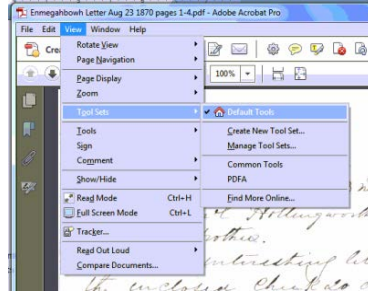 Enmegahbowh Letter Aug 23 1870 pages 1-4.pdf - Adobe Acrobat Pro
File Edit View Window Help
Rotate View
Page Navigation
Page Display
Zoom
Tool Sets
Tools
Sign
Comment
Show/Hide
Read Mode Ctrl+H
Full Screen Mode Ctrl+L
Tracker...
Read Out Loud
Compare Documents...
Crea
100%
Default Tools
Create New Tool Set...
Manage Tool Sets...
Common Tools
PDFA
Find More Online...
Hollingworth
the enclosed